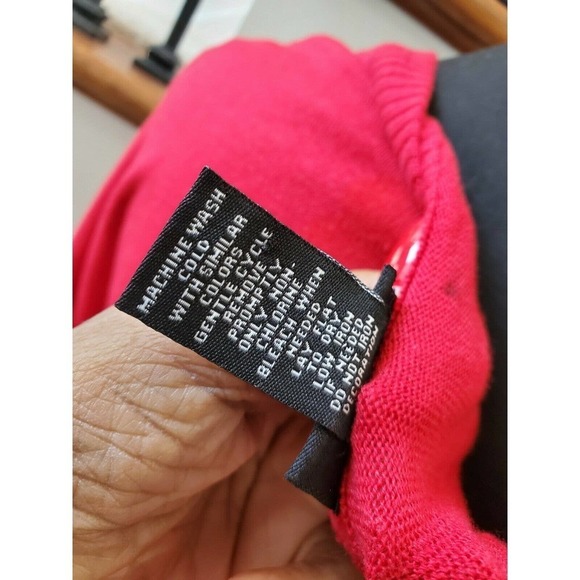 MACHINE WASH
COLD
WITH SIMILAR
COLORS
GENTLE CYCLE
REMOVE
PROMPTLY
ONLY NON-
CHLORINE
BLEACH WHEN
NEEDED
LAY FLAT
TO DRY
LOW IRON
IF NEEDED
DO NOT IRON
DECORATION